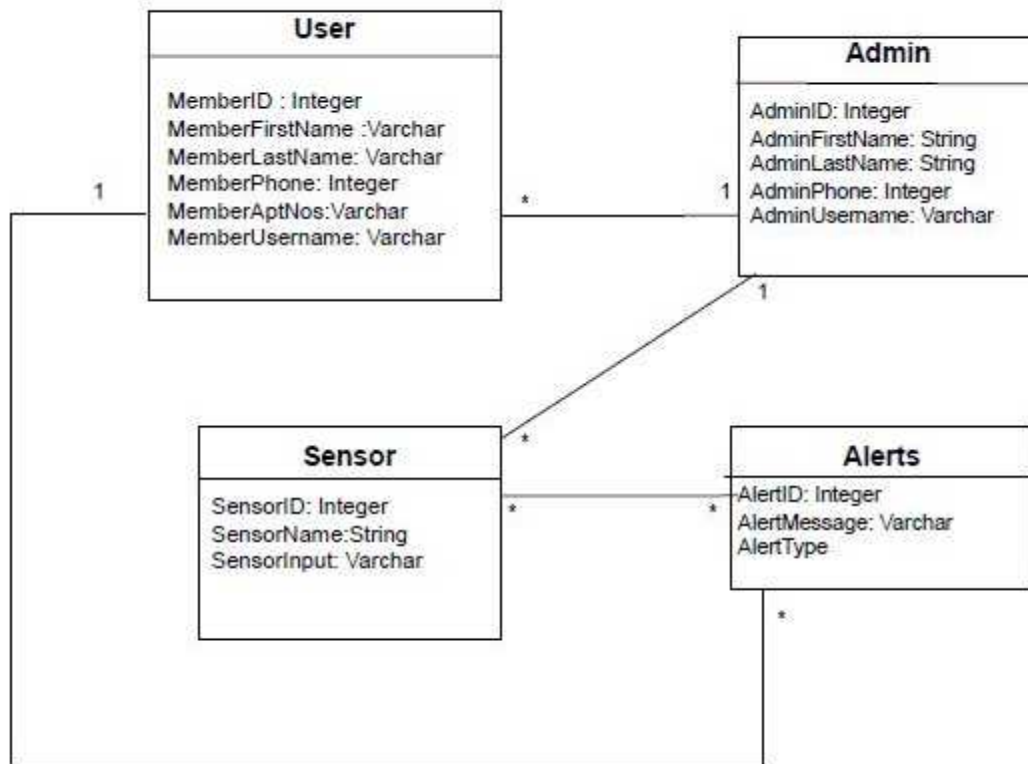 User
MemberID : Integer
MemberFirstName :Varchar
MemberLastName: Varchar
MemberPhone: Integer
MemberAptNos:Varchar
MemberUsername: Varchar
Admin
AdminID: Integer
AdminFirstName: String
AdminLastName: String
AdminPhone: Integer
AdminUsername: Varchar
1
*
1
1
*
Sensor
SensorID: Integer
SensorName:String
SensorInput: Varchar
*
*
Alerts
AlertID: Integer
AlertMessage: Varchar
AlertType
*